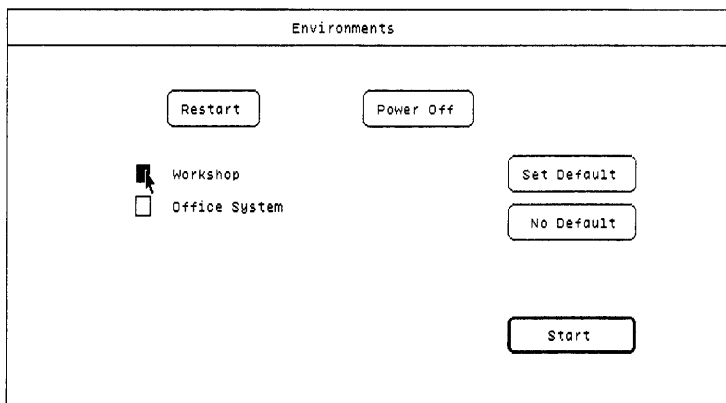 Environments
Restart
Power Off
Workshop
Set Default
Office System
No Default
Start